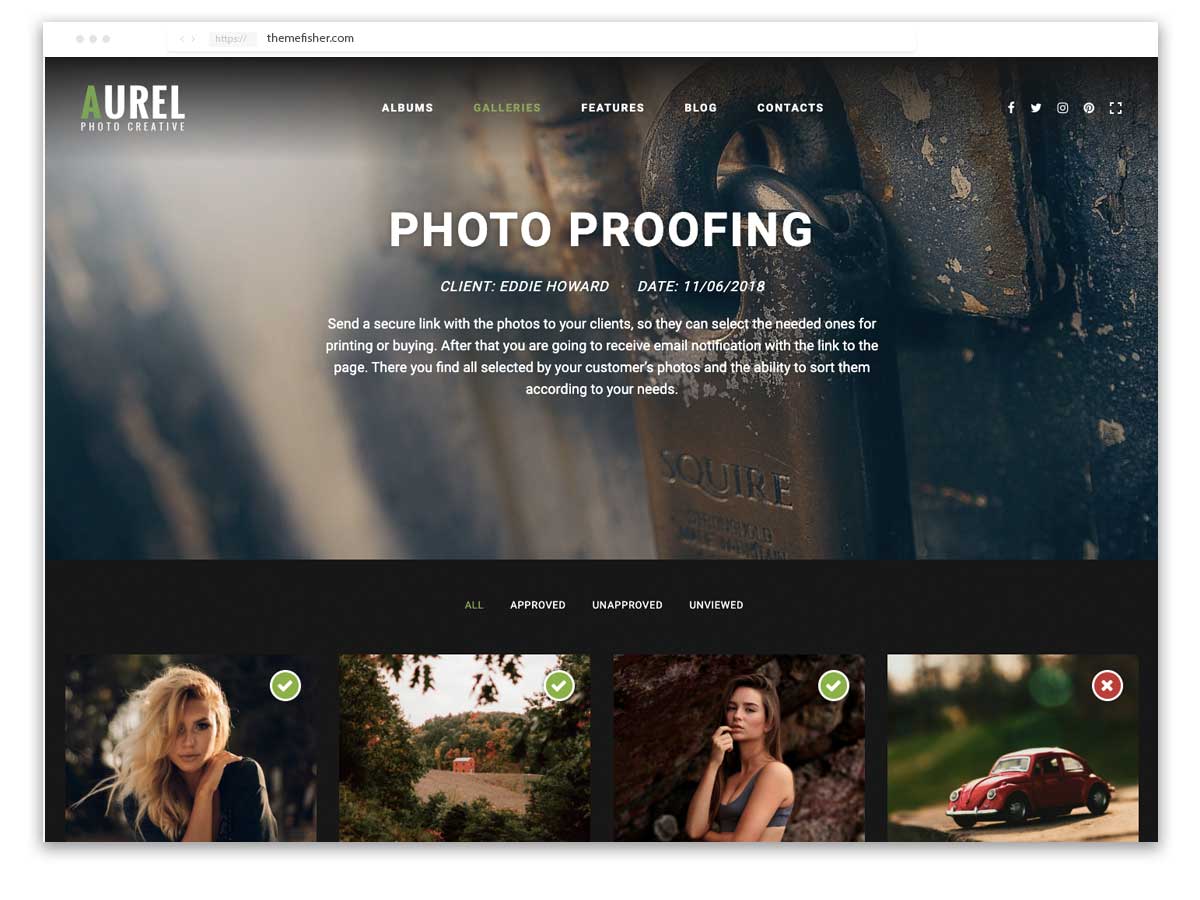 https://
themefisher.com
AUREL
PHOTO CREATIVE
ALBUMS GALLERIES FEATURES BLOG CONTACTS
PHOTO PROOFING
CLIENT: EDDIE HOWARD · DATE: 11/06/2018
Send a secure link with the photos to your clients, so they can select the needed ones for
printing or buying. After that you are going to receive email notification with the link to the
page. There you find all selected by your customer's photos and the ability to sort them
according to your needs.
SQUIRE
STRONGHOLD
MADE IN
ALL APPROVED UNAPPROVED UNVIEWED